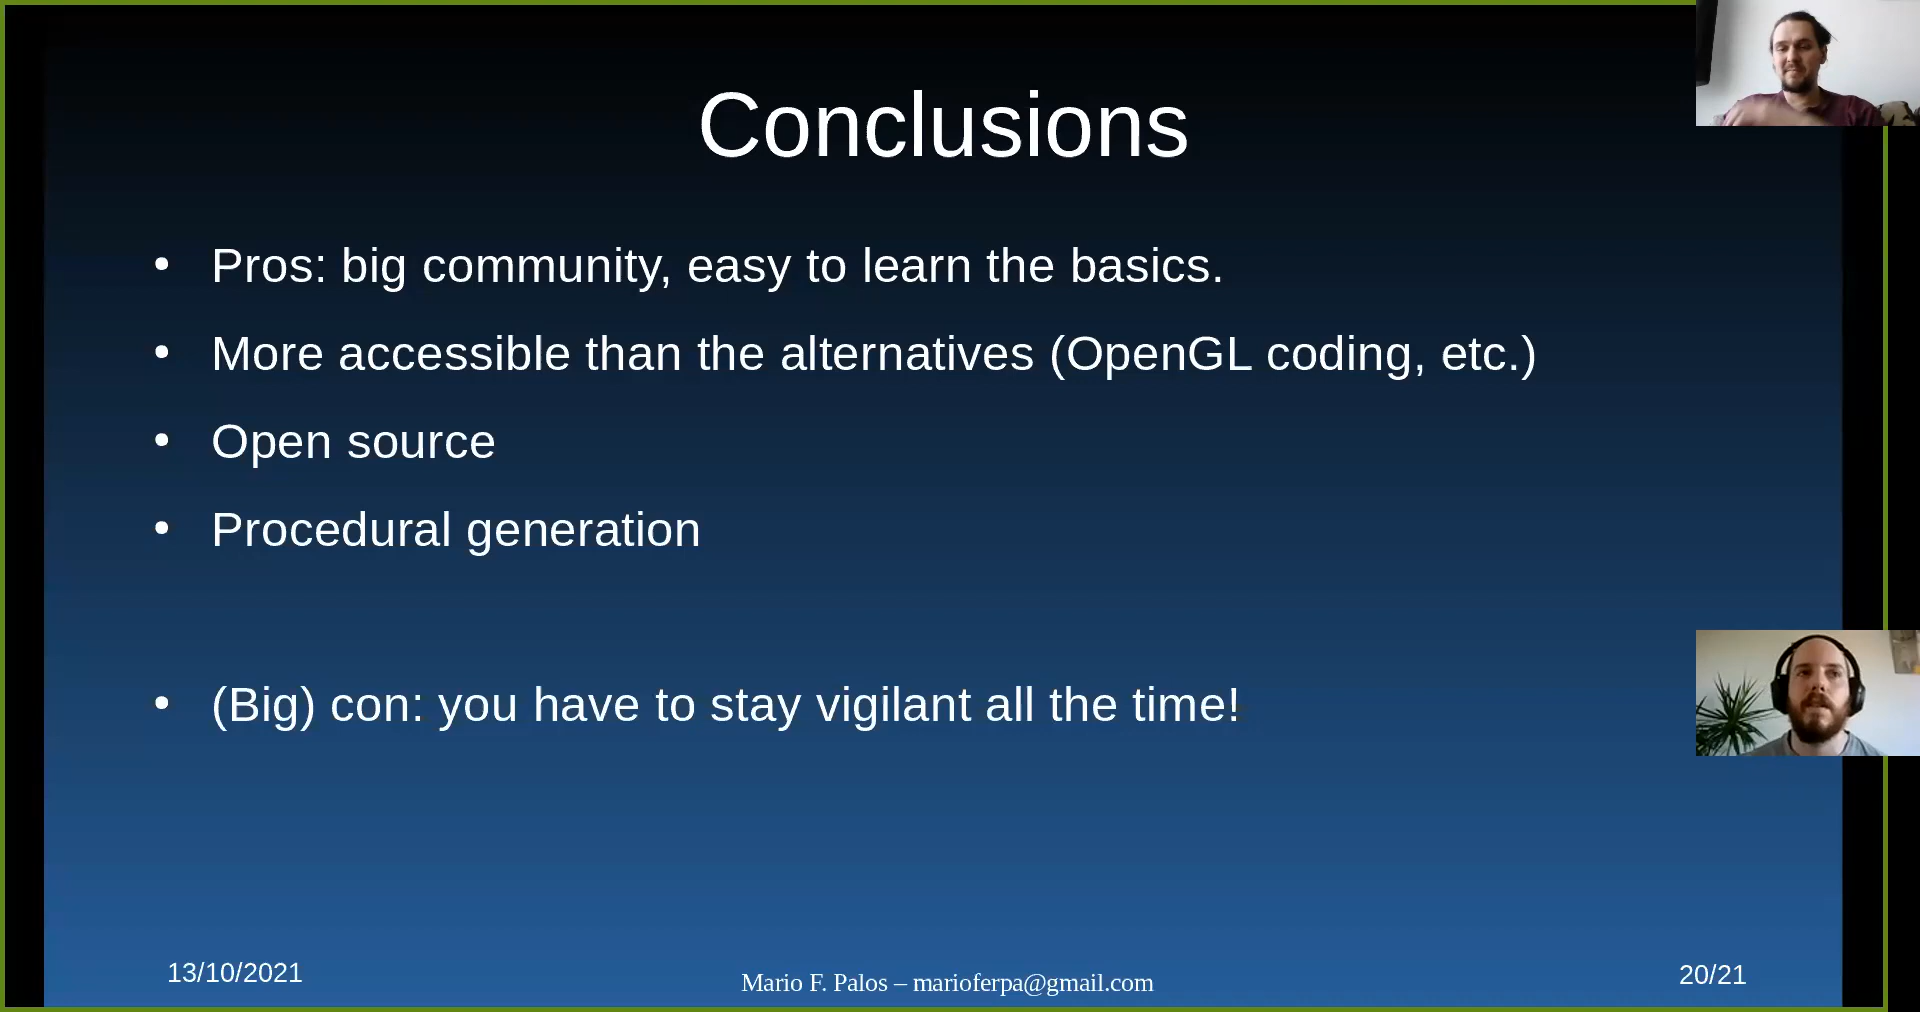 Conclusions
• Pros: big community, easy to learn the basics.
• More accessible than the alternatives (OpenGL coding, etc.)
• Open source
• Procedural generation
• (Big) con: you have to stay vigilant all the time!
13/10/2021
Mario F. Palos – marioferpa@gmail.com
20/21